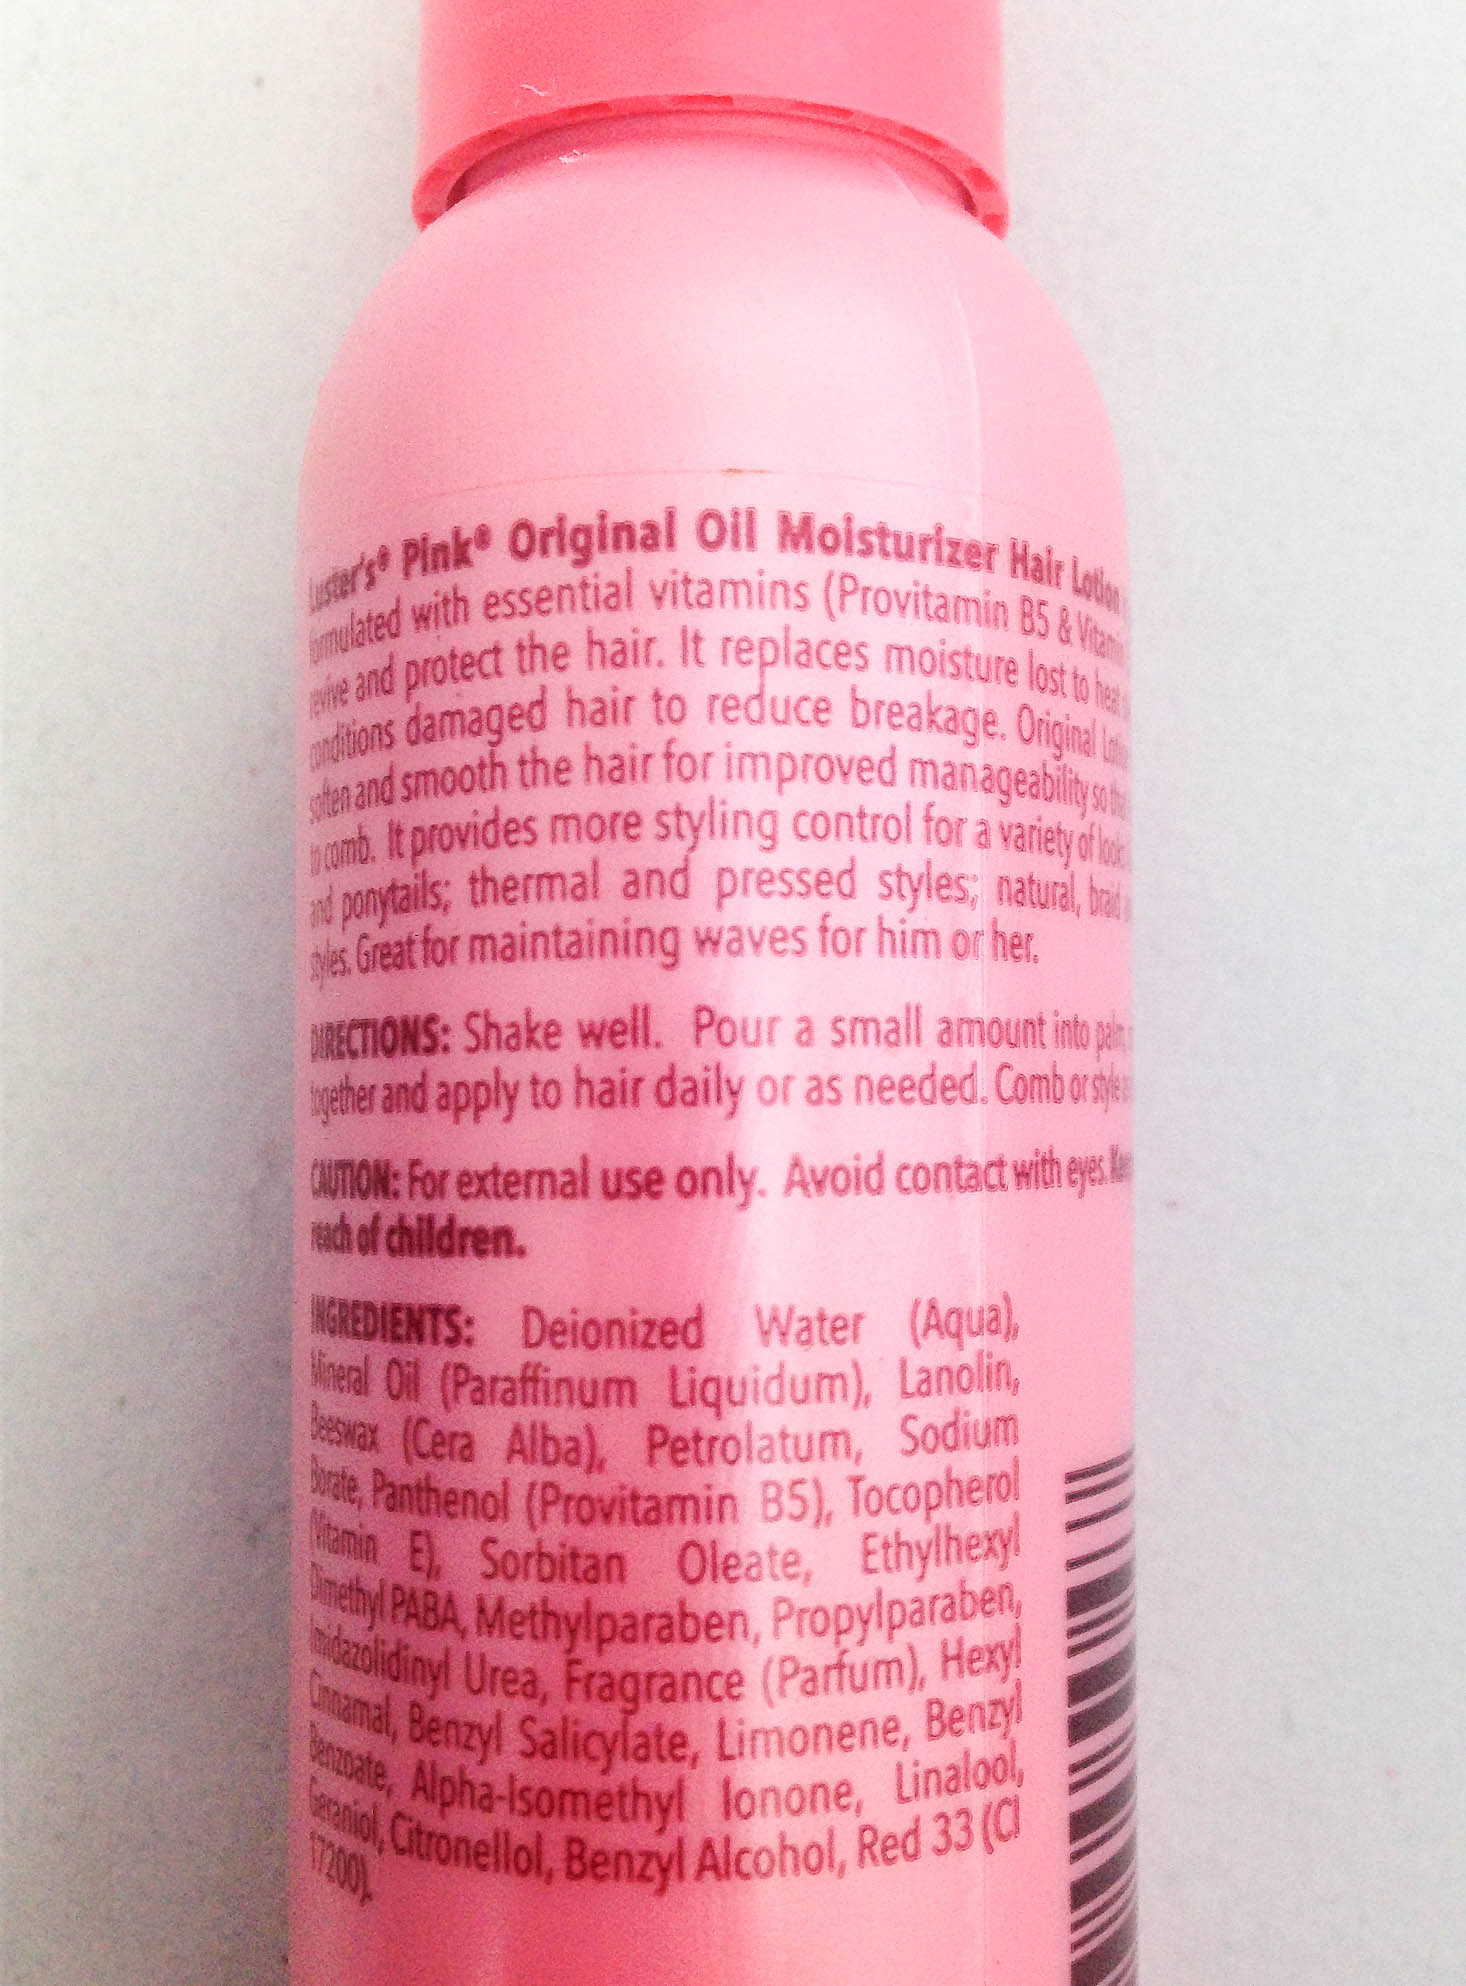 Luster's® Pink® Original Oil Moisturizer Hair Lotion
formulated with essential vitamins (Provitamin B5 & Vitamin
revive and protect the hair. It replaces moisture lost to heat
conditions damaged hair to reduce breakage. Original
soften and smooth the hair for improved manageability so
to comb. It provides more styling control for a variety of
and ponytails; thermal and pressed styles; natural, braid
styles. Great for maintaining waves for him or her.
DIRECTIONS: Shake well. Pour a small amount into palm,
together and apply to hair daily or as needed. Comb or style
CAUTION: For external use only. Avoid contact with eyes.
reach of children.
INGREDIENTS: Deionized Water (Aqua),
Mineral Oil (Paraffinum Liquidum), Lanolin,
Beeswax (Cera Alba), Petrolatum, Sodium
Borate, Panthenol (Provitamin B5), Tocopherol
(Vitamin E), Sorbitan Oleate, Ethylhexyl
Dimethyl PABA, Methylparaben, Propylparaben,
Imidazolidinyl Urea, Fragrance (Parfum), Hexyl
Cinnamal, Benzyl Salicylate, Limonene, Benzyl
Benzoate, Alpha-Isomethyl Ionone, Linalool,
Geraniol, Citronellol, Benzyl Alcohol, Red 33 (CI
17200).